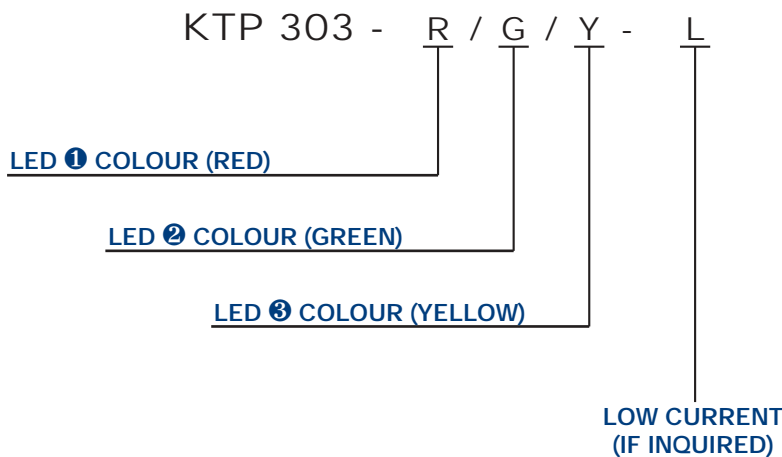 KTP 303 - R / G / Y - L
LED ❶ COLOUR (RED)
LED ❷ COLOUR (GREEN)
LED ❸ COLOUR (YELLOW)
LOW CURRENT
(IF INQUIRED)